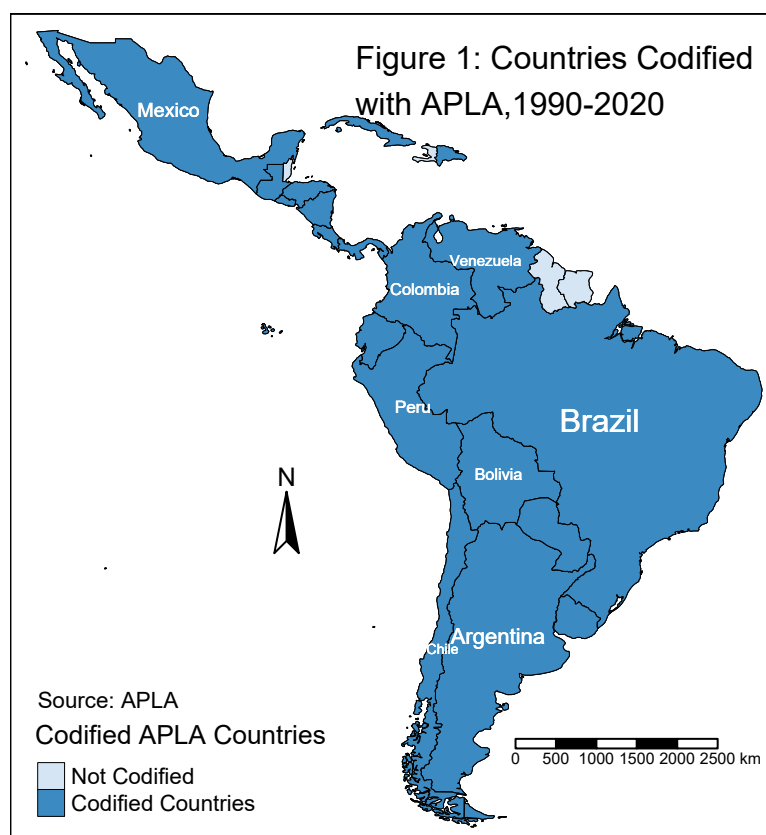 Figure 1: Countries Codified
with APLA,1990-2020
Mexico
Venezuela
Colombia
Peru
Brazil
Bolivia
Argentina
Chile
N
Source: APLA
Codified APLA Countries
Not Codified
Codified Countries
0 500 1000 1500 2000 2500 km